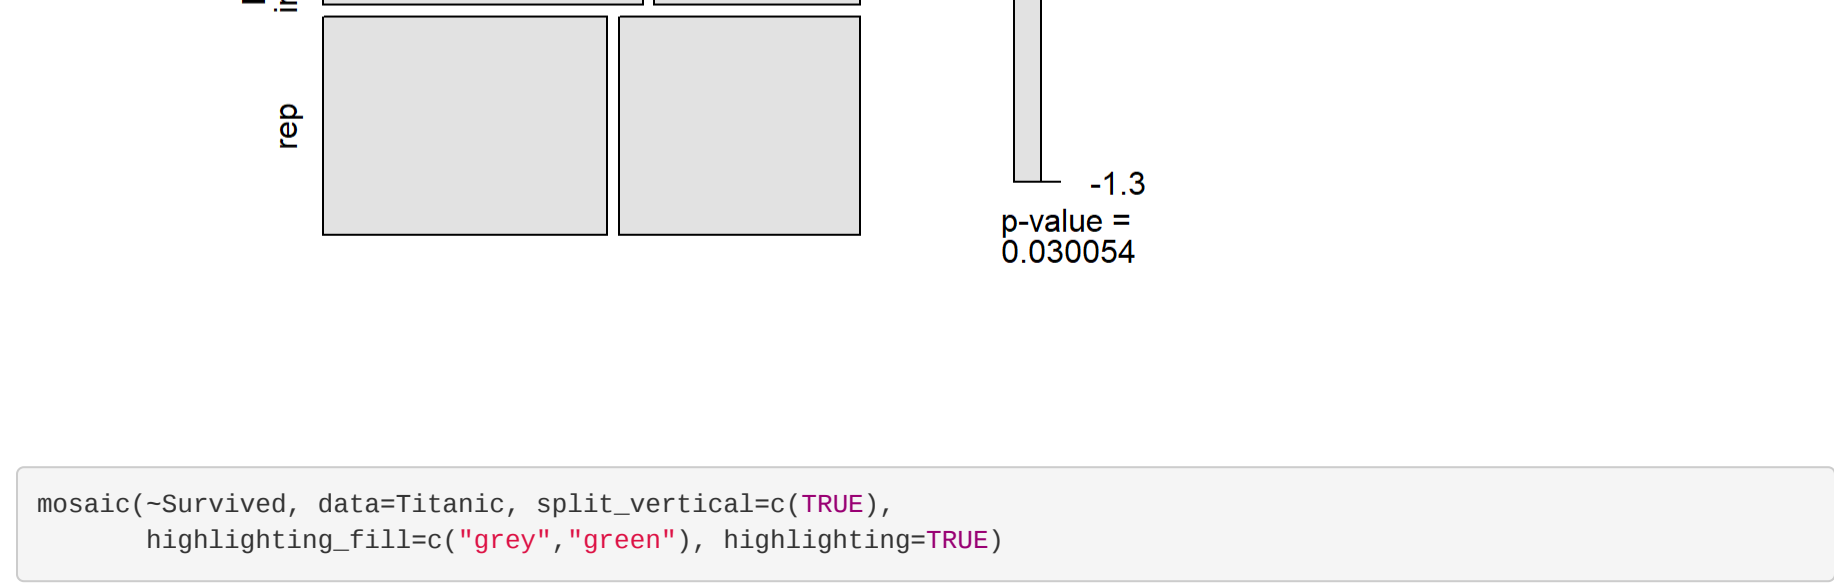 rep
-1.3
p-value =
0.030054
mosaic(~Survived, data=Titanic, split_vertical=c(TRUE),
       highlighting_fill=c("grey","green"), highlighting=TRUE)